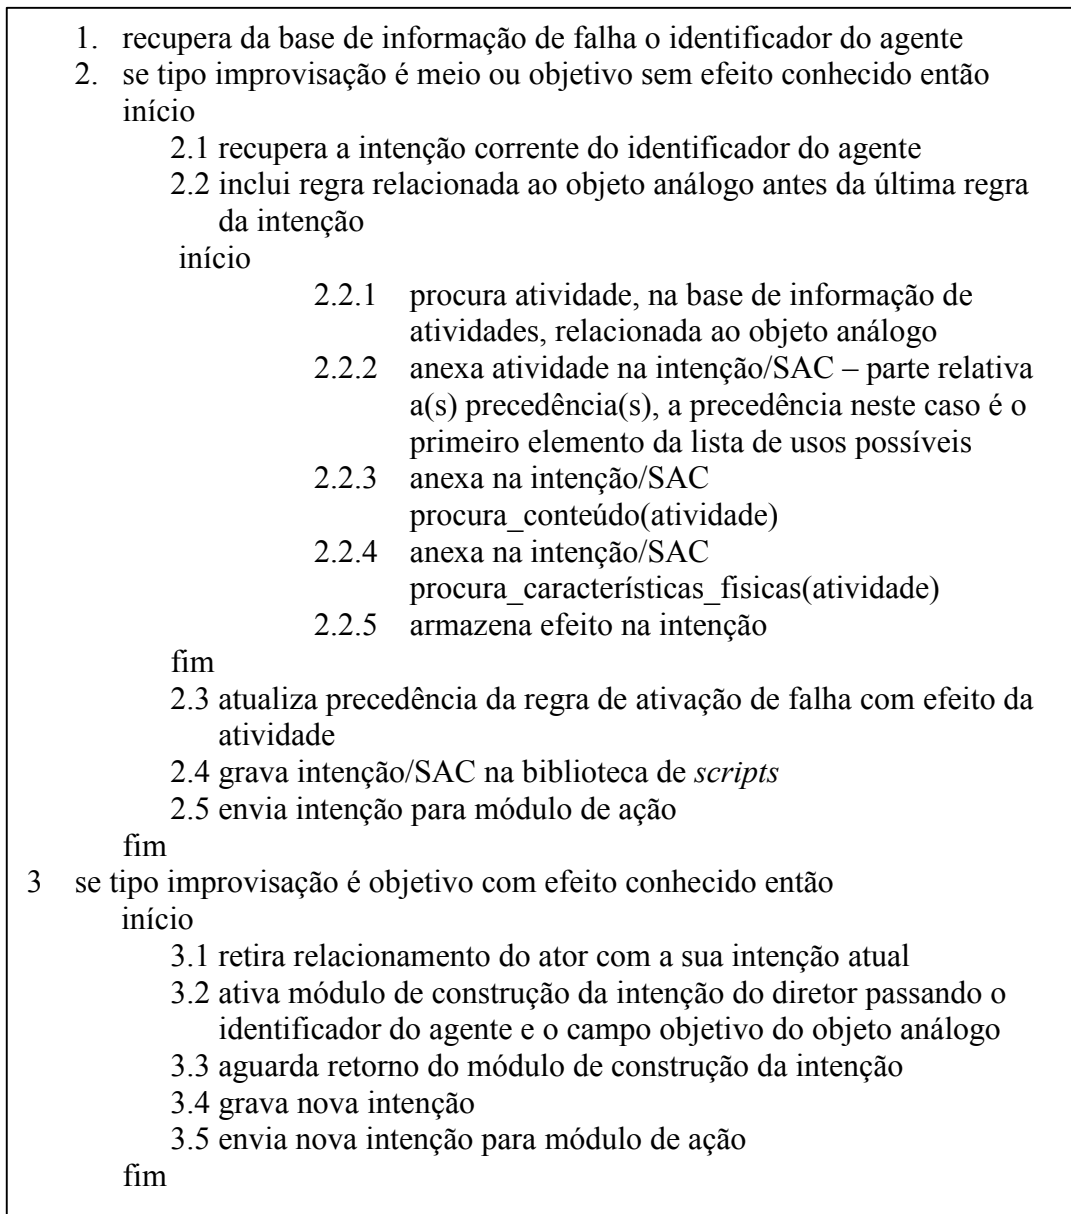 1. recupera da base de informação de falha o identificador do agente
2. se tipo improvisação é meio ou objetivo sem efeito conhecido então
início
2.1 recupera a intenção corrente do identificador do agente
2.2 inclui regra relacionada ao objeto análogo antes da última regra
da intenção
início
2.2.1 procura atividade, na base de informação de
atividades, relacionada ao objeto análogo
2.2.2 anexa atividade na intenção/SAC – parte relativa
a(s) precedência(s), a precedência neste caso é o
primeiro elemento da lista de usos possíveis
2.2.3 anexa na intenção/SAC
procura_conteúdo(atividade)
2.2.4 anexa na intenção/SAC
procura_características_fisicas(atividade)
2.2.5 armazena efeito na intenção
fim
2.3 atualiza precedência da regra de ativação de falha com efeito da
atividade
2.4 grava intenção/SAC na biblioteca de scripts
2.5 envia intenção para módulo de ação
fim
3 se tipo improvisação é objetivo com efeito conhecido então
início
3.1 retira relacionamento do ator com a sua intenção atual
3.2 ativa módulo de construção da intenção do diretor passando o
identificador do agente e o campo objetivo do objeto análogo
3.3 aguarda retorno do módulo de construção da intenção
3.4 grava nova intenção
3.5 envia nova intenção para módulo de ação
fim